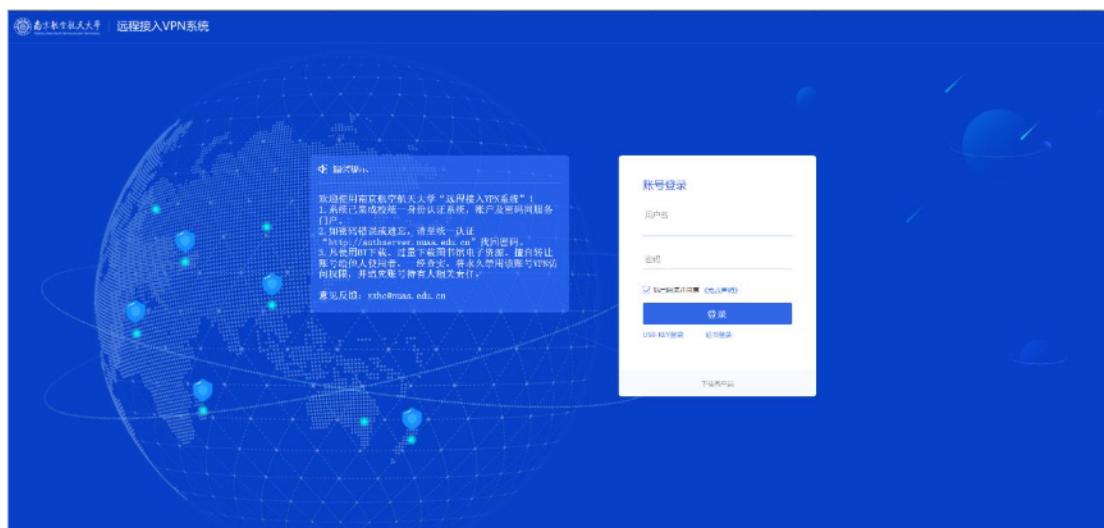 南京航空航天大学 远程接入VPN系统
欢迎使用南京航空航天大学“远程接入VPN系统”！
1.系统已集成校统一身份认证系统，账户及密码同服务
门户。
2.如密码错误或遗忘，请至统一认证
“http://authserver.nuaa.edu.cn”找回密码。
3.凡使用BT下载、过量下载图书馆电子资源、擅自转让
账号给他人使用者，一经查实，将永久禁用该账号VPN访
问权限，并追究账号持有人相关责任。
意见反馈：xxhc@nuaa.edu.cn
账号登录
用户名
密码
《免责声明》
登录
USB-KEY登录 证书登录
下载客户端